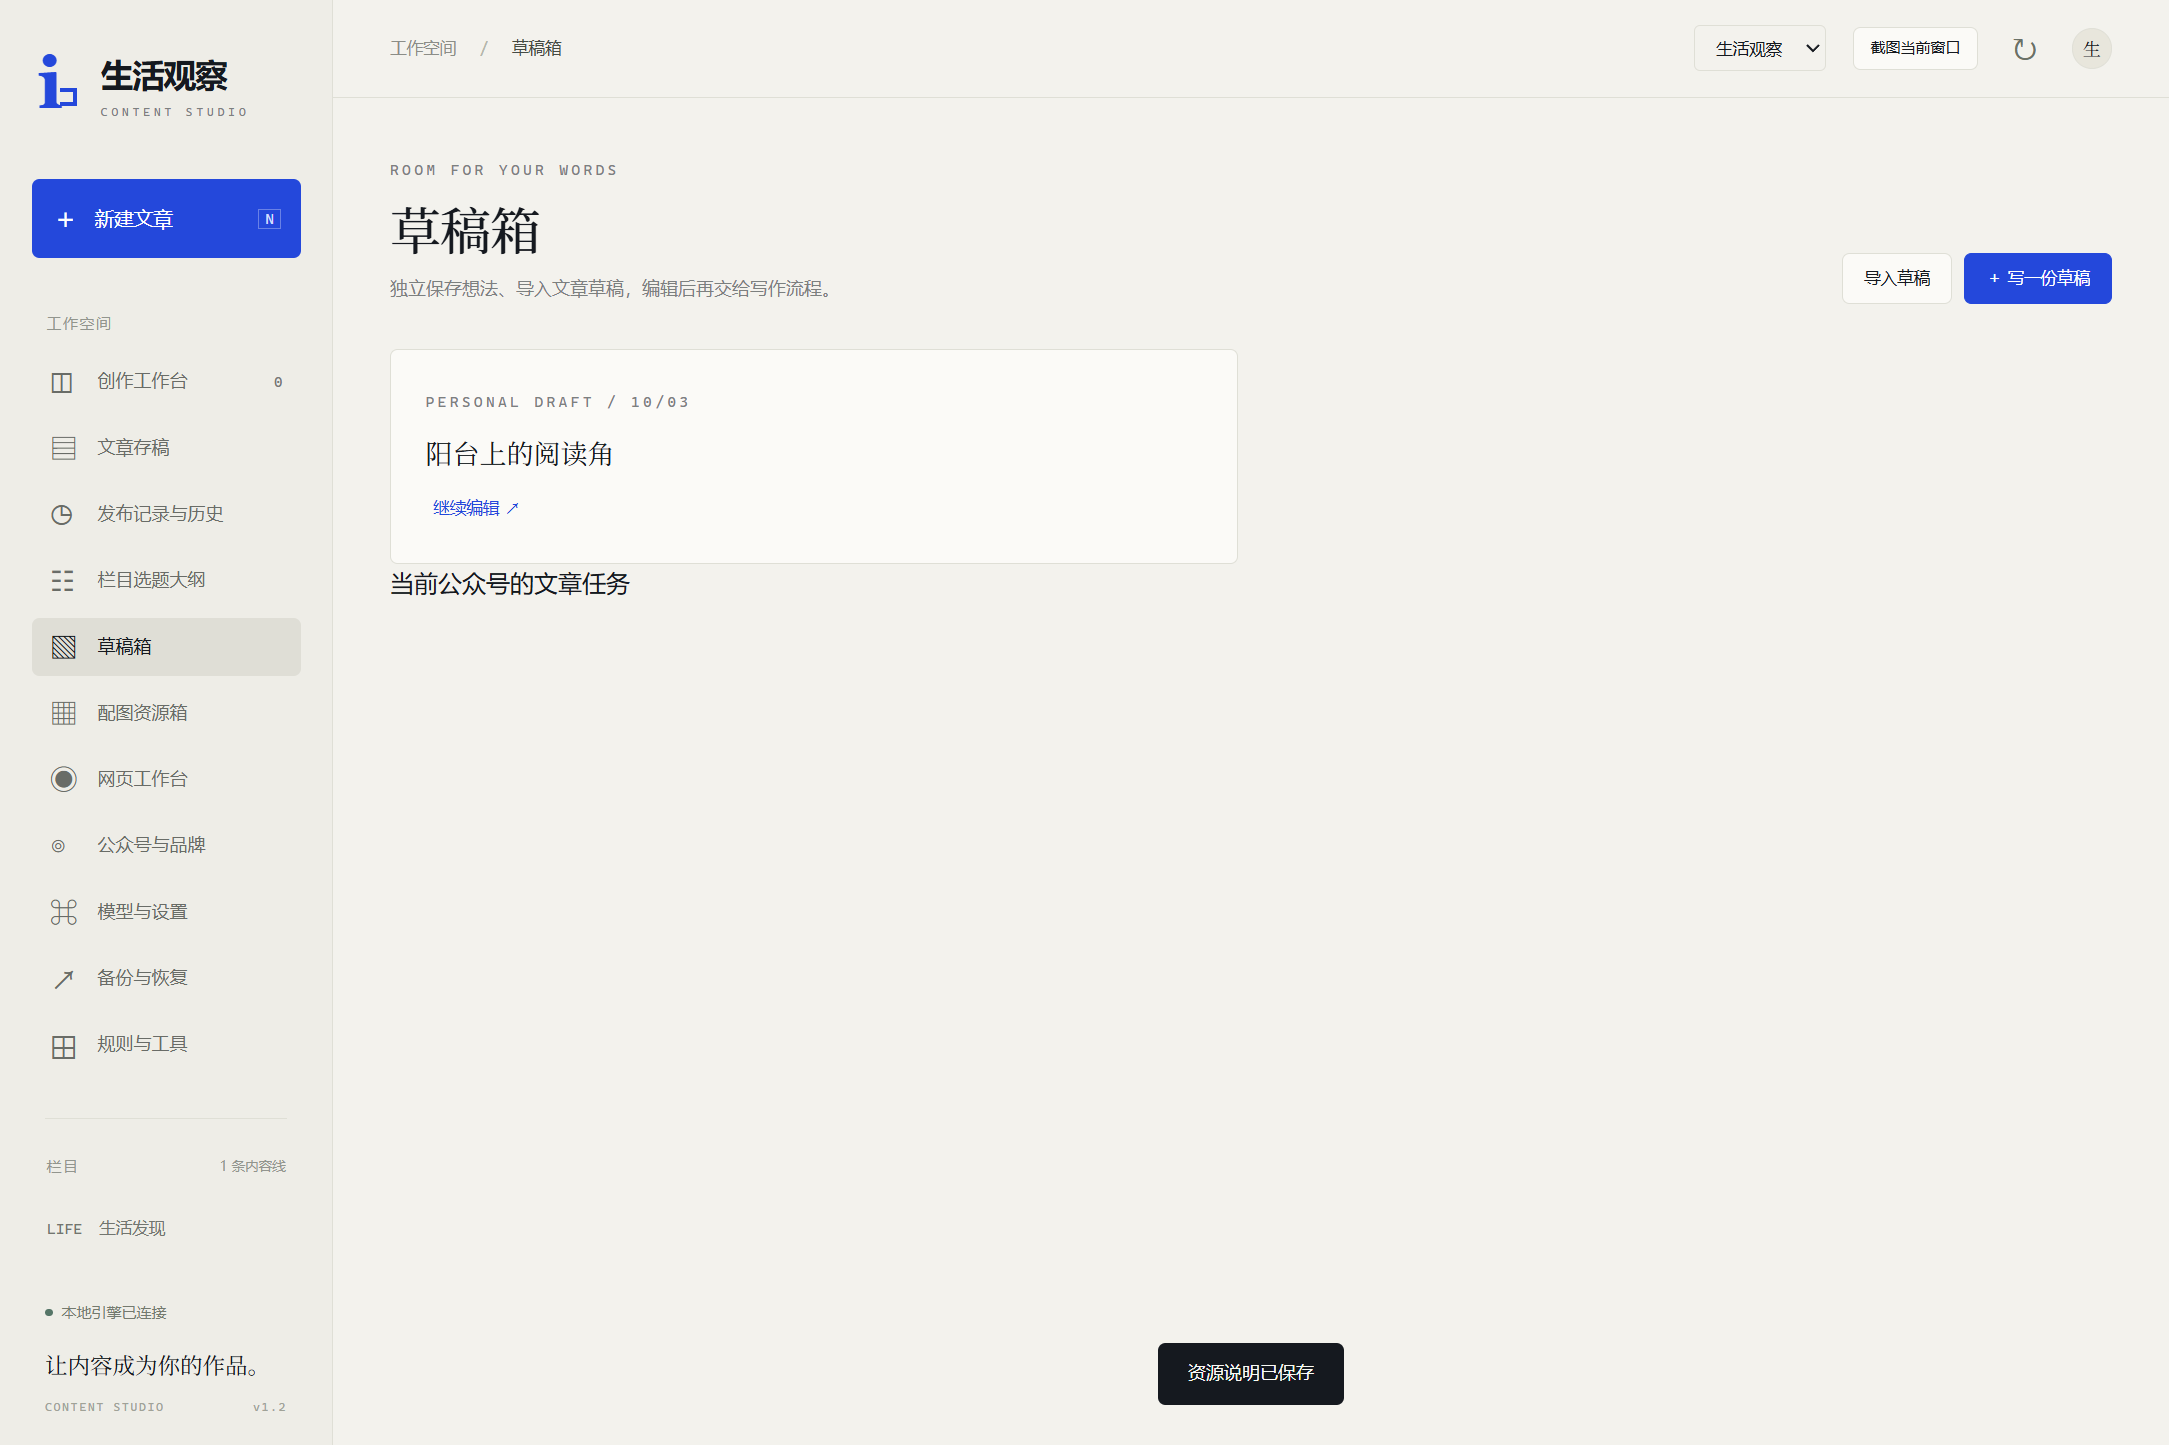 生活观察
CONTENT STUDIO
+ 新建文章 N
工作空间
创作工作台 0
文章存稿
发布记录与历史
栏目选题大纲
草稿箱
配图资源箱
网页工作台
公众号与品牌
模型与设置
备份与恢复
规则与工具
栏目 1 条内容线
LIFE 生活发现
本地引擎已连接
让内容成为你的作品。
CONTENT STUDIO v1.2
工作空间 / 草稿箱
生活观察 截图当前窗口 生
ROOM FOR YOUR WORDS
草稿箱
独立保存想法、导入文章草稿，编辑后再交给写作流程。
导入草稿 + 写一份草稿
PERSONAL DRAFT / 10/03
阳台上的阅读角
继续编辑 ↗
当前公众号的文章任务
资源说明已保存